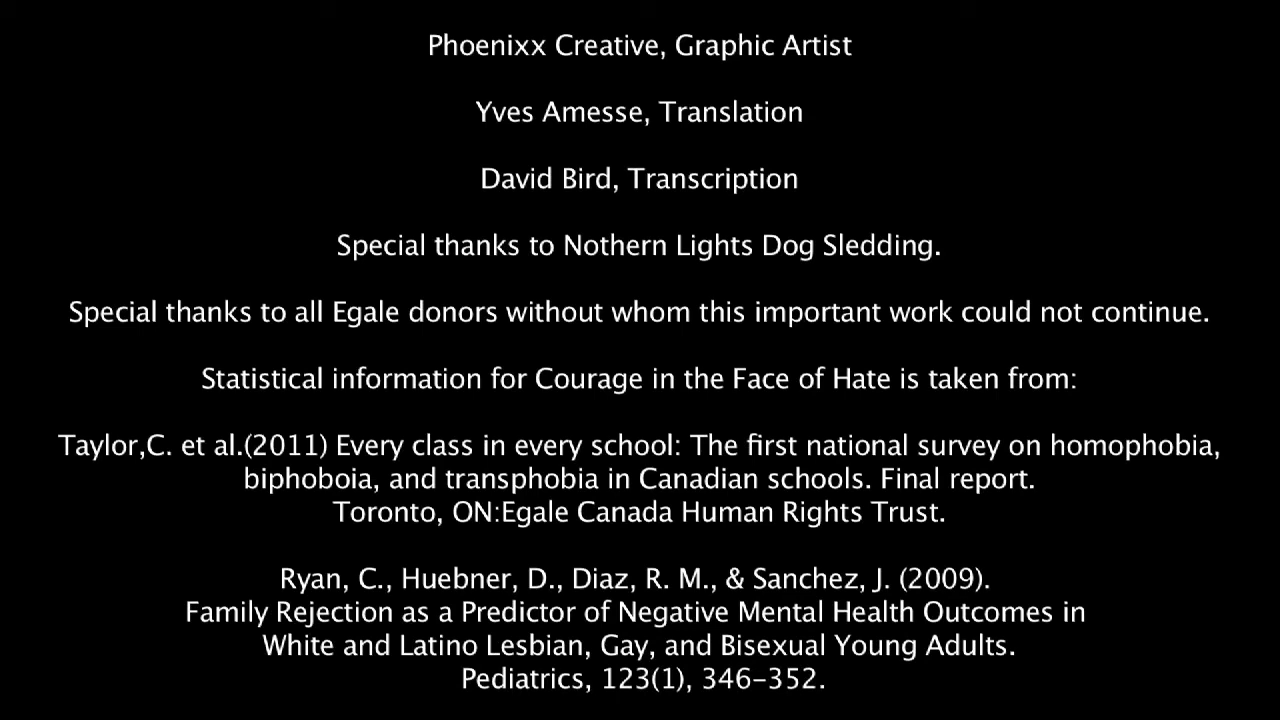 Phoenixx Creative, Graphic Artist
Yves Amesse, Translation
David Bird, Transcription
Special thanks to Nothern Lights Dog Sledding.
Special thanks to all Egale donors without whom this important work could not continue.
Statistical information for Courage in the Face of Hate is taken from:
Taylor,C. et al.(2011) Every class in every school: The first national survey on homophobia,
biphoboia, and transphobia in Canadian schools. Final report.
Toronto, ON:Egale Canada Human Rights Trust.
Ryan, C., Huebner, D., Diaz, R. M., & Sanchez, J. (2009).
Family Rejection as a Predictor of Negative Mental Health Outcomes in
White and Latino Lesbian, Gay, and Bisexual Young Adults.
Pediatrics, 123(1), 346-352.